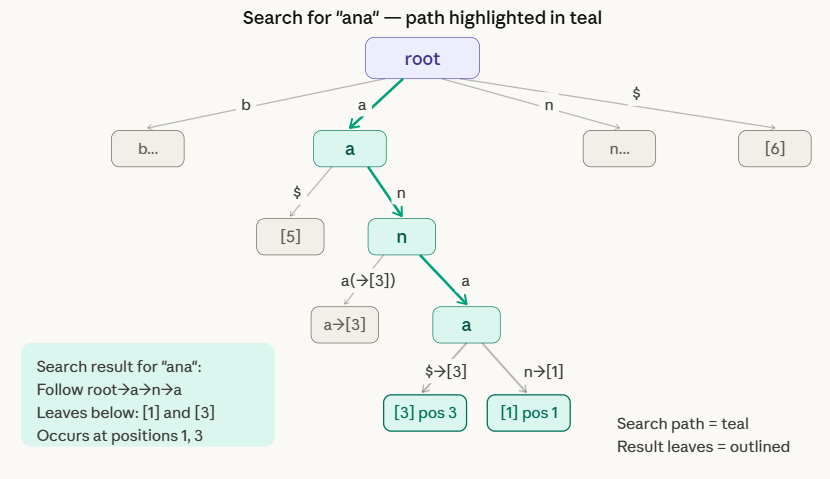 Search for "ana" — path highlighted in teal
root
b
a
n
$
b...
a
n...
[6]
$
n
[5]
n
a(→[3])
a
a→[3]
a
$→[3]
n→[1]
[3] pos 3
[1] pos 1
Search result for "ana":
Follow root→a→n→a
Leaves below: [1] and [3]
Occurs at positions 1, 3
Search path = teal
Result leaves = outlined